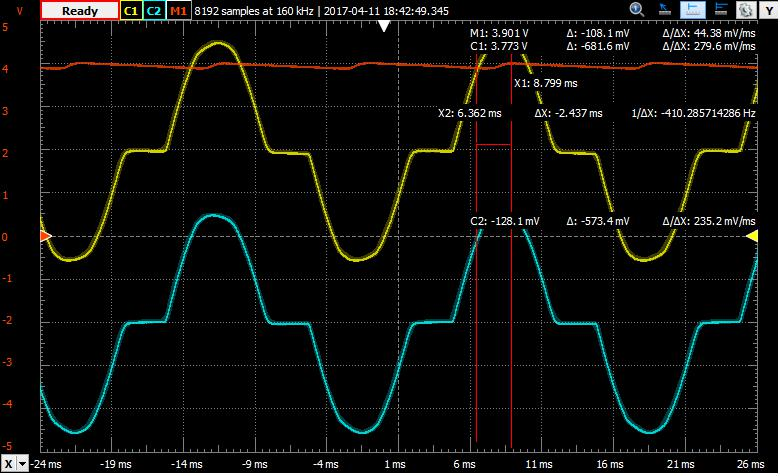 V Ready C1 C2 M1 8192 samples at 160 kHz | 2017-04-11 18:42:49.345 Y
5
M1: 3.901 V Δ: -108.1 mV Δ/ΔX: 44.38 mV/ms
C1: 3.773 V Δ: -681.6 mV Δ/ΔX: 279.6 mV/ms
4
X1: 8.799 ms
3
X2: 6.362 ms ΔX: -2.437 ms 1/ΔX: -410.285714286 Hz
2
1
C2: -128.1 mV Δ: -573.4 mV Δ/ΔX: 235.2 mV/ms
0
-1
-2
-3
-4
-5
X -24 ms -19 ms -14 ms -9 ms -4 ms 1 ms 6 ms 11 ms 16 ms 21 ms 26 ms